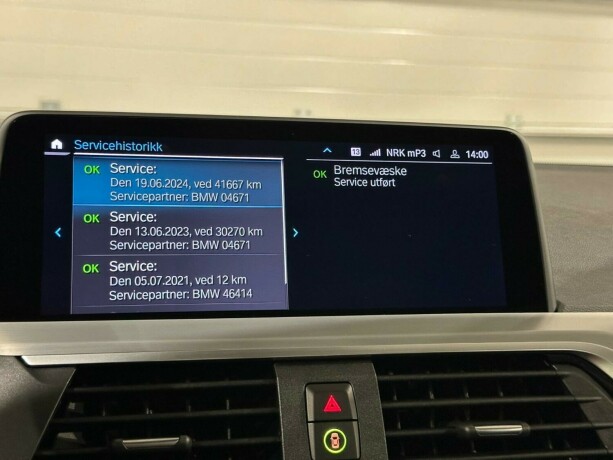 Servicehistorikk
13 NRK mP3 14:00
OK Service:
Den 19.06.2024, ved 41667 km
Servicepartner: BMW 04671
OK Service:
Den 13.06.2023, ved 30270 km
Servicepartner: BMW 04671
OK Service:
Den 05.07.2021, ved 12 km
Servicepartner: BMW 46414
OK Bremsevæske
Service utført